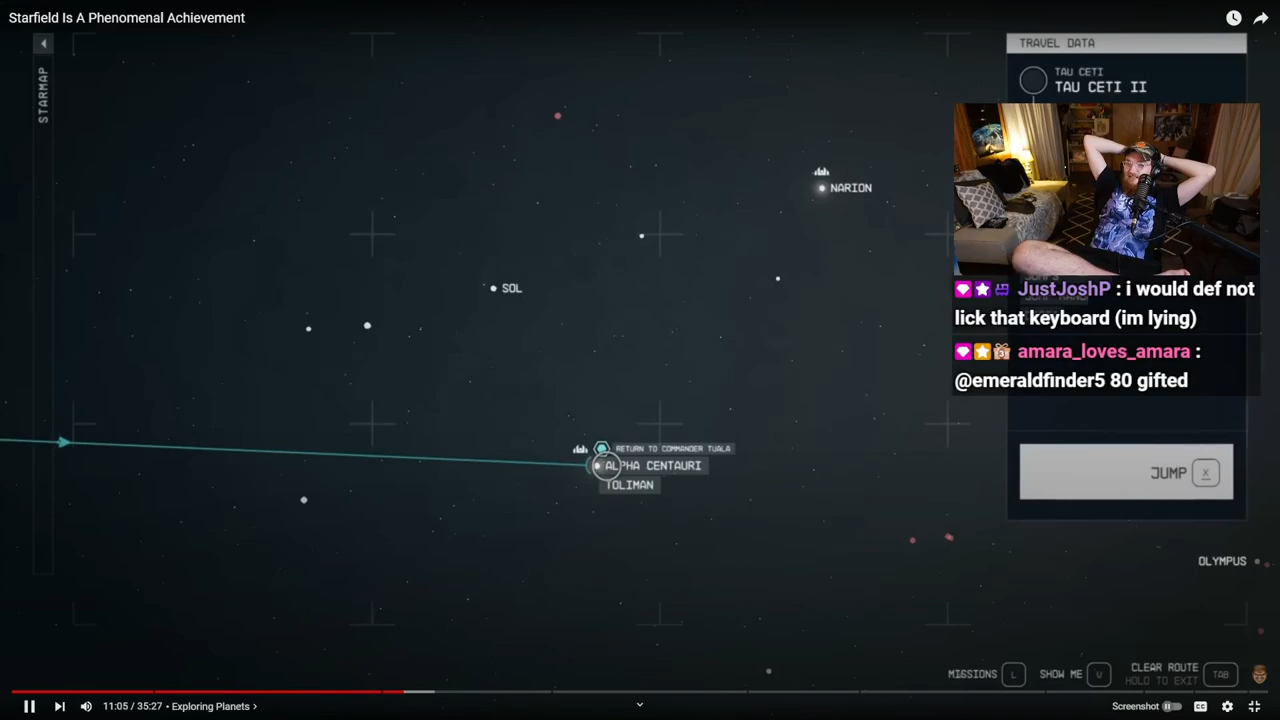 Starfield Is A Phenomenal Achievement
STARMAP
TRAVEL DATA
TAU CETI
TAU CETI II
NARION
SOL
JustJoshP : i would def not
lick that keyboard (im lying)
amara_loves_amara :
@emeraldfinder5 80 gifted
RETURN TO COMMANDER TUALA
ALPHA CENTAURI
TOLIMAN
JUMP X
OLYMPUS
MISSIONS L SHOW ME U CLEAR ROUTE
HOLD TO EXIT TAB
11:05 / 35:27 • Exploring Planets ›
Screenshot
CC